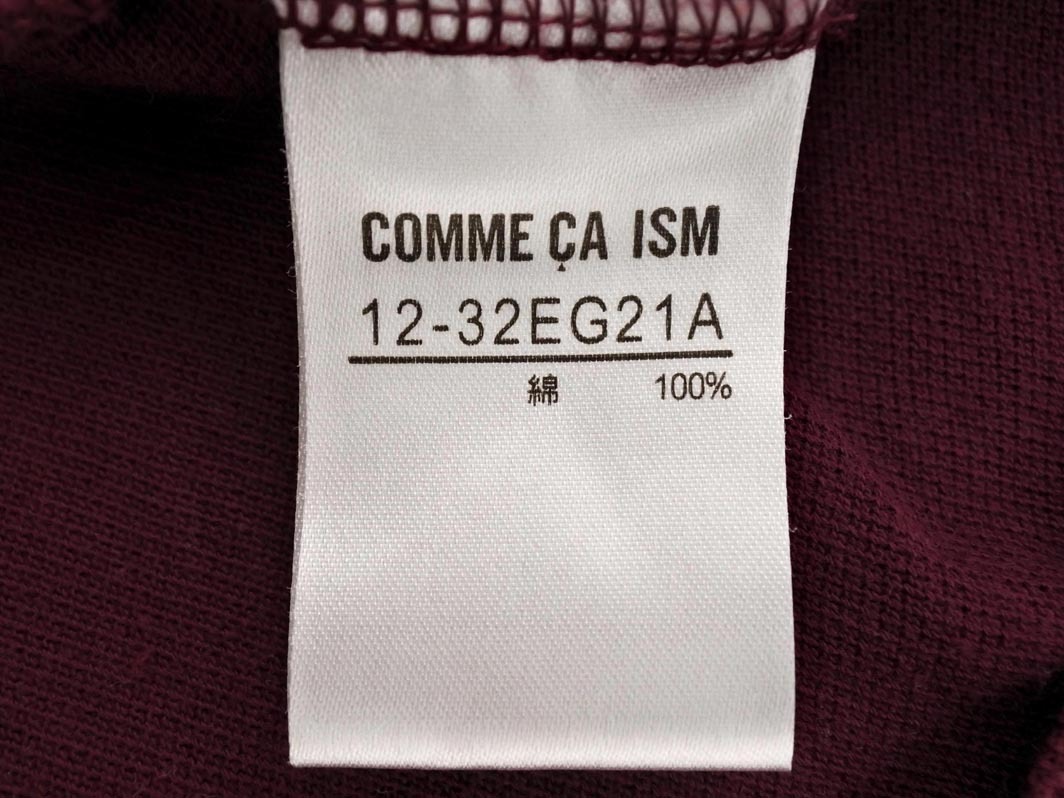 COMME ÇA ISM
12-32EG21A
綿 100%